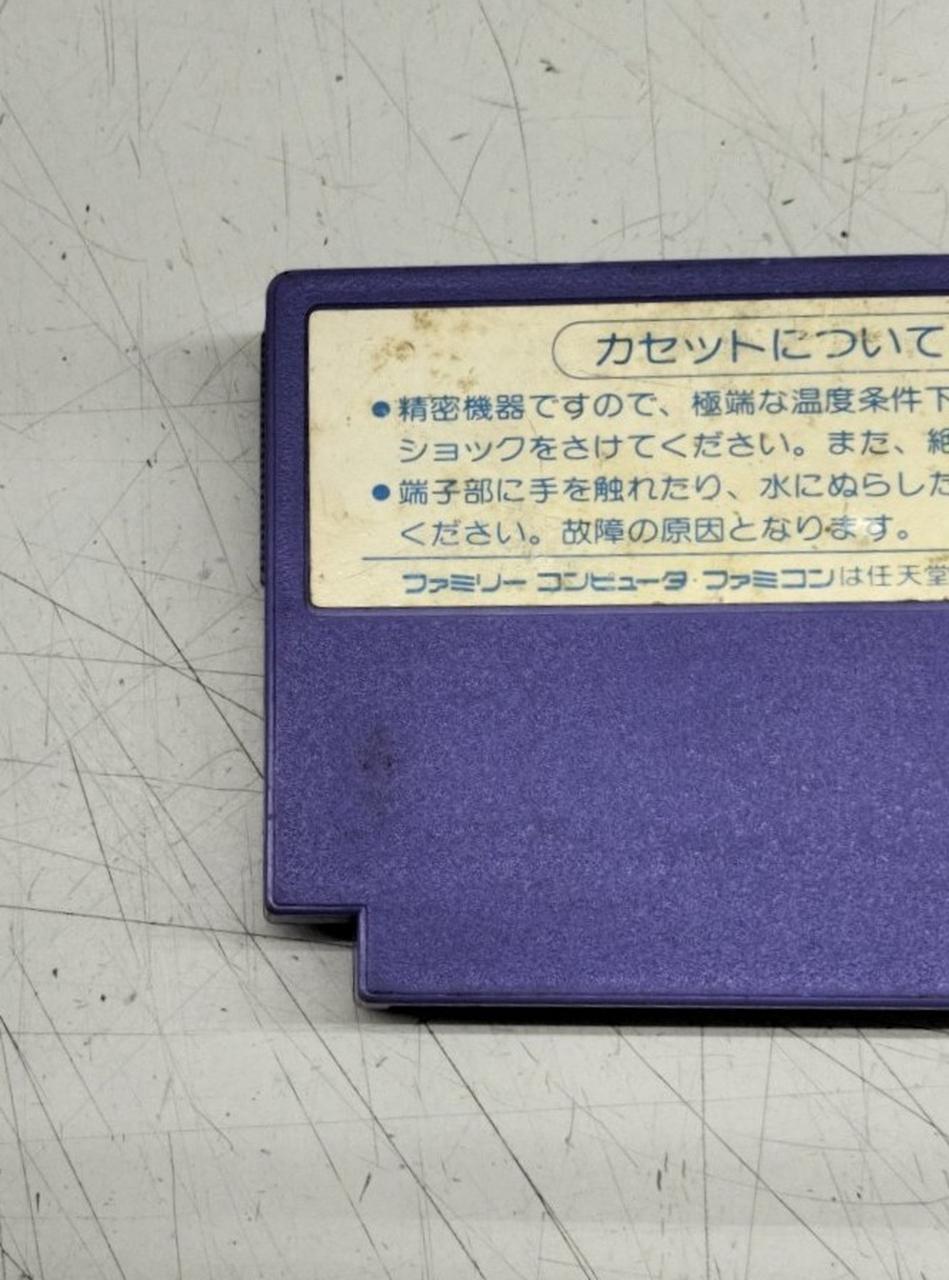 カセットについて
●精密機器ですので、極端な温度条件下
ショックをさけてください。また、絶
●端子部に手を触れたり、水にぬらした
ください。故障の原因となります。
ファミリー コンピュータ・ファミコンは任天堂